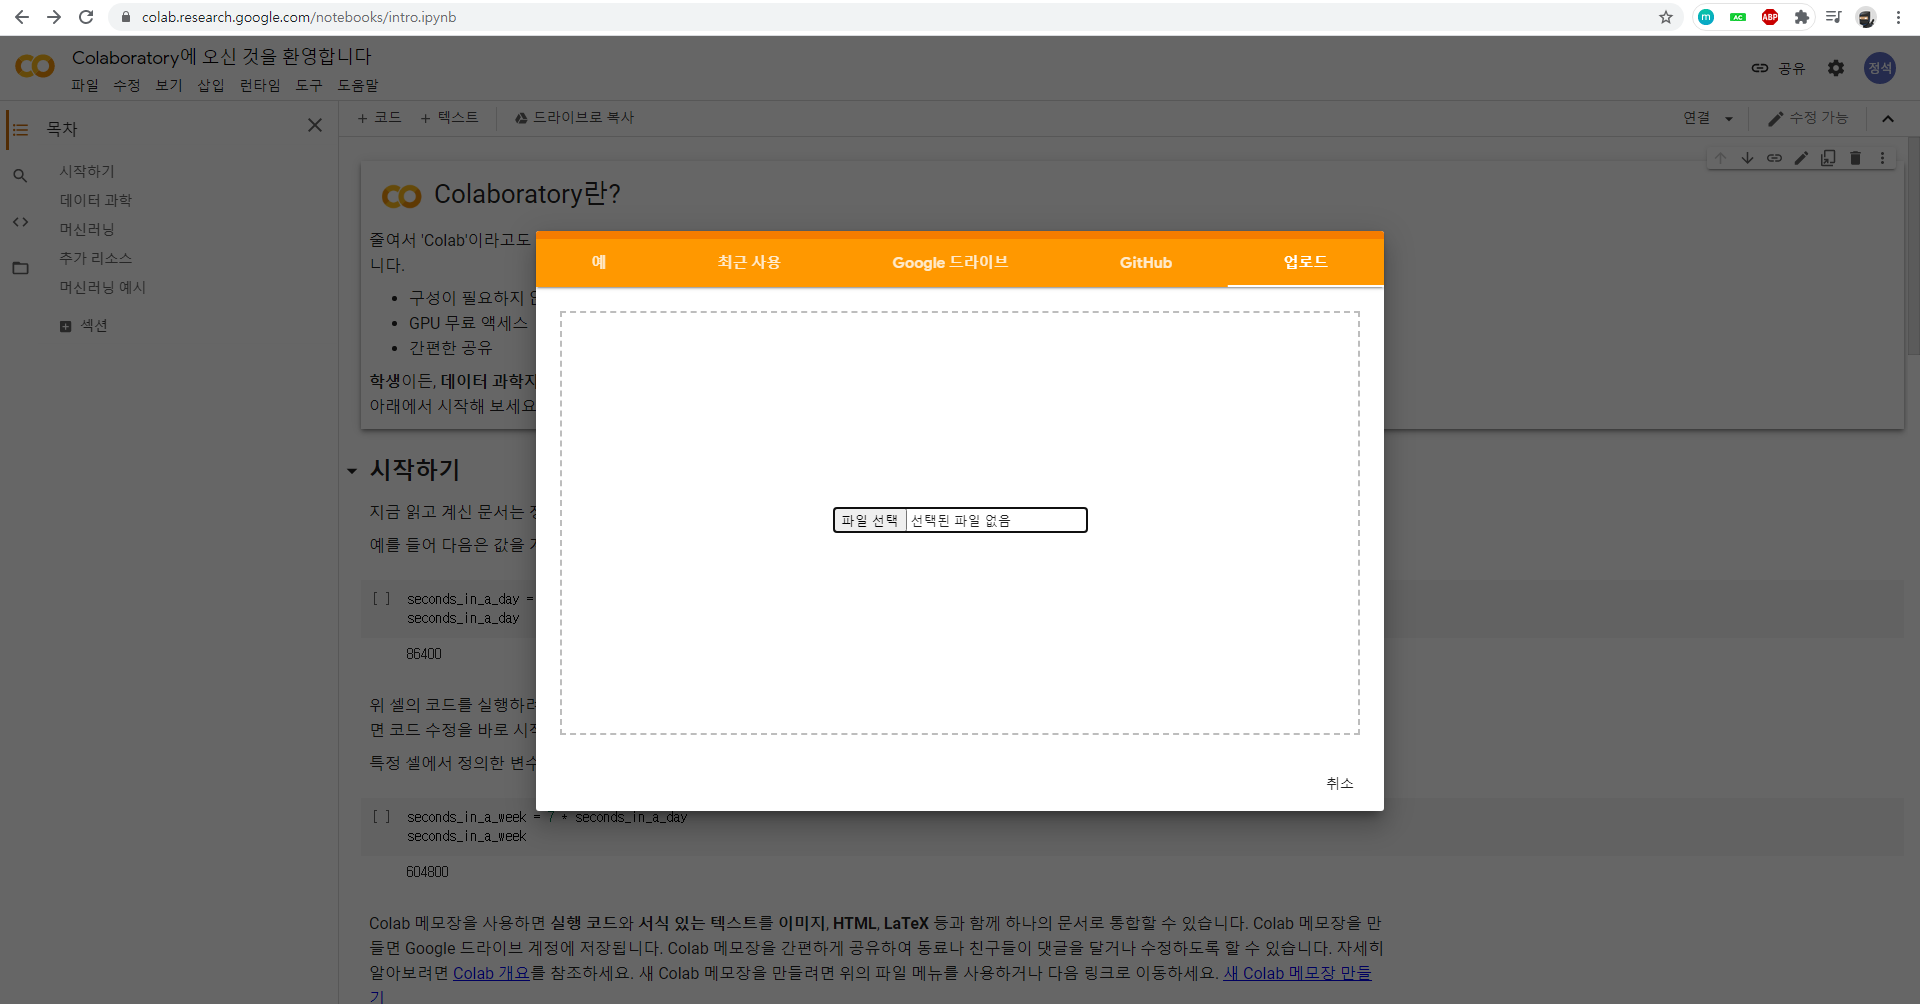 colab.research.google.com/notebooks/intro.ipynb
m AC ABP
CO Colaboratory에 오신 것을 환영합니다
파일 수정 보기 삽입 런타임 도구 도움말
공유 정석
목차
+ 코드 + 텍스트 드라이브로 복사
연결 수정 가능
시작하기
데이터 과학
머신러닝
추가 리소스
머신러닝 예시
섹션
CO Colaboratory란?
줄여서 'Colab'이라고도
니다.
• 구성이 필요하지
• GPU 무료 액세스
• 간편한 공유
학생이든, 데이터 과학자
아래에서 시작해 보세요
예 최근 사용 Google 드라이브 GitHub 업로드
파일 선택 선택된 파일 없음
취소
시작하기
지금 읽고 계신 문서는
예를 들어 다음은 값을
[ ] seconds_in_a_day =
seconds_in_a_day
86400
위 셀의 코드를 실행하려
면 코드 수정을 바로 시작
특정 셀에서 정의한 변수
[ ] seconds_in_a_week = 7 * seconds_in_a_day
seconds_in_a_week
604800
Colab 메모장을 사용하면 실행 코드와 서식 있는 텍스트를 이미지, HTML, LaTeX 등과 함께 하나의 문서로 통합할 수 있습니다. Colab 메모장을 만
들면 Google 드라이브 계정에 저장됩니다. Colab 메모장을 간편하게 공유하여 동료나 친구들이 댓글을 달거나 수정하도록 할 수 있습니다. 자세히
알아보려면 Colab 개요를 참조하세요. 새 Colab 메모장을 만들려면 위의 파일 메뉴를 사용하거나 다음 링크로 이동하세요. 새 Colab 메모장 만들
기